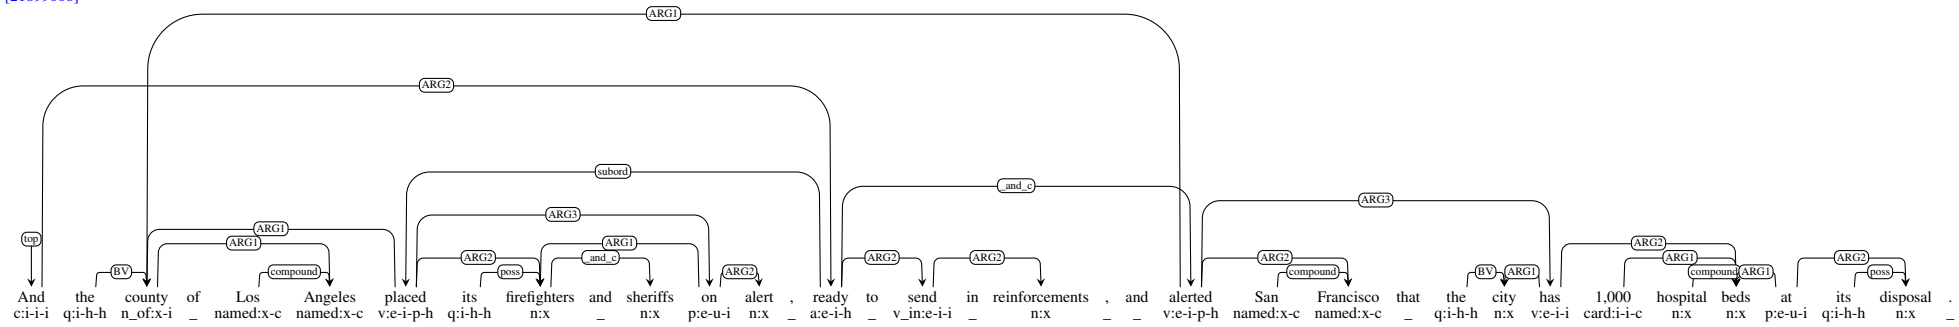 ARG1
ARG2
subord
_and_c
ARG3
ARG3
top
ARG1
ARG1
ARG1
ARG2
BV
compound
ARG2
poss
_and_c
ARG2
ARG2
ARG2
ARG2
compound
BV
ARG1
ARG1
compound
ARG1
ARG2
poss
And the county of Los Angeles placed its firefighters and sheriffs on alert , ready to send in reinforcements , and alerted San Francisco that the city has 1,000 hospital beds at its disposal .
c:i-i-i q:i-h-h n_of:x-i _ named:x-c named:x-c v:e-i-p-h q:i-h-h n:x _ n:x p:e-u-i n:x _ a:e-i-h _ v_in:e-i-i _ n:x _ _ v:e-i-p-h named:x-c named:x-c _ q:i-h-h n:x v:e-i-i card:i-i-c n:x n:x p:e-u-i q:i-h-h n:x _